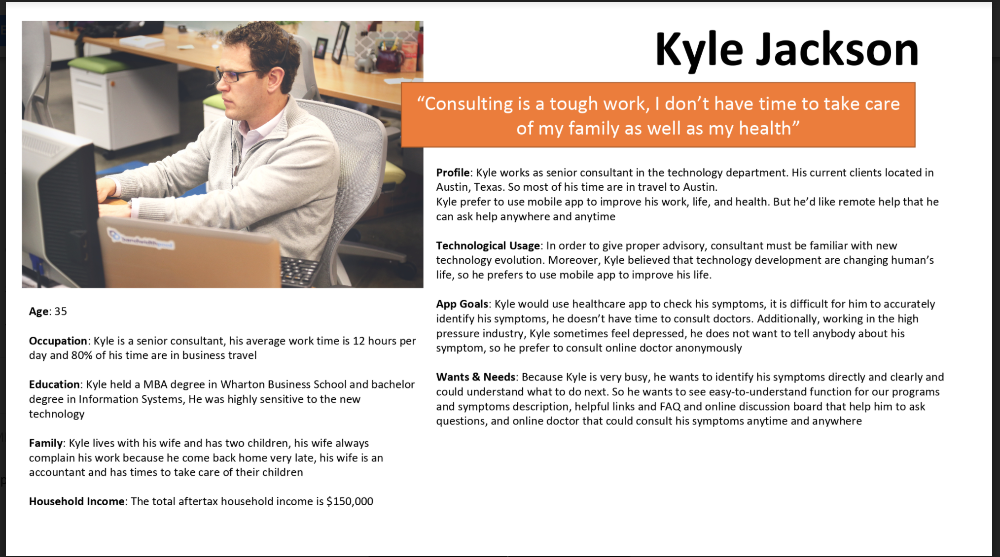 Kyle Jackson
“Consulting is a tough work, I don’t have time to take care
of my family as well as my health”
Age: 35
Occupation: Kyle is a senior consultant, his average work time is 12 hours per
day and 80% of his time are in business travel
Education: Kyle held a MBA degree in Wharton Business School and bachelor
degree in Information Systems, He was highly sensitive to the new
technology
Family: Kyle lives with his wife and has two children, his wife always
complain his work because he come back home very late, his wife is an
accountant and has times to take care of their children
Household Income: The total aftertax household income is $150,000
Profile: Kyle works as senior consultant in the technology department. His current clients located in
Austin, Texas. So most of his time are in travel to Austin.
Kyle prefer to use mobile app to improve his work, life, and health. But he’d like remote help that he
can ask help anywhere and anytime
Technological Usage: In order to give proper advisory, consultant must be familiar with new
technology evolution. Moreover, Kyle believed that technology development are changing human’s
life, so he prefers to use mobile app to improve his life.
App Goals: Kyle would use healthcare app to check his symptoms, it is difficult for him to accurately
identify his symptoms, he doesn’t have time to consult doctors. Additionally, working in the high
pressure industry, Kyle sometimes feel depressed, he does not want to tell anybody about his
symptom, so he prefer to consult online doctor anonymously
Wants & Needs: Because Kyle is very busy, he wants to identify his symptoms directly and clearly and
could understand what to do next. So he wants to see easy-to-understand function for our programs
and symptoms description, helpful links and FAQ and online discussion board that help him to ask
questions, and online doctor that could consult his symptoms anytime and anywhere